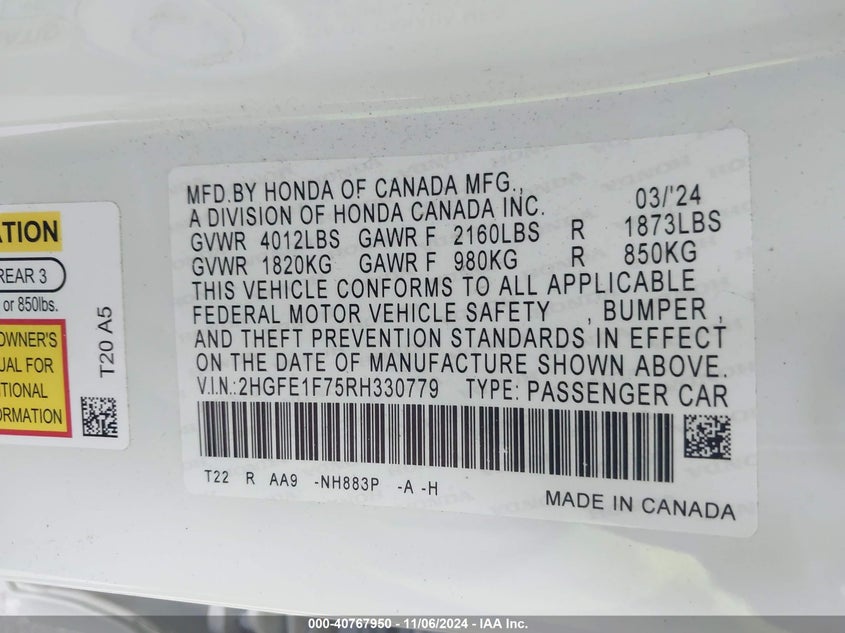 MFD.BY HONDA OF CANADA MFG.,
A DIVISION OF HONDA CANADA INC. 03/'24
GVWR 4012LBS GAWR F 2160LBS R 1873LBS
GVWR 1820KG GAWR F 980KG R 850KG
THIS VEHICLE CONFORMS TO ALL APPLICABLE
FEDERAL MOTOR VEHICLE SAFETY , BUMPER ,
AND THEFT PREVENTION STANDARDS IN EFFECT
ON THE DATE OF MANUFACTURE SHOWN ABOVE.
V.I.N.:2HGFE1F75RH330779 TYPE: PASSENGER CAR
T22 R AA9 -NH883P -A -H
MADE IN CANADA
ATION
REAR 3
or 850lbs.
OWNER'S
UAL FOR
ITIONAL
ORMATION
T20 A5
000-40767950 - 11/06/2024 - IAA Inc.